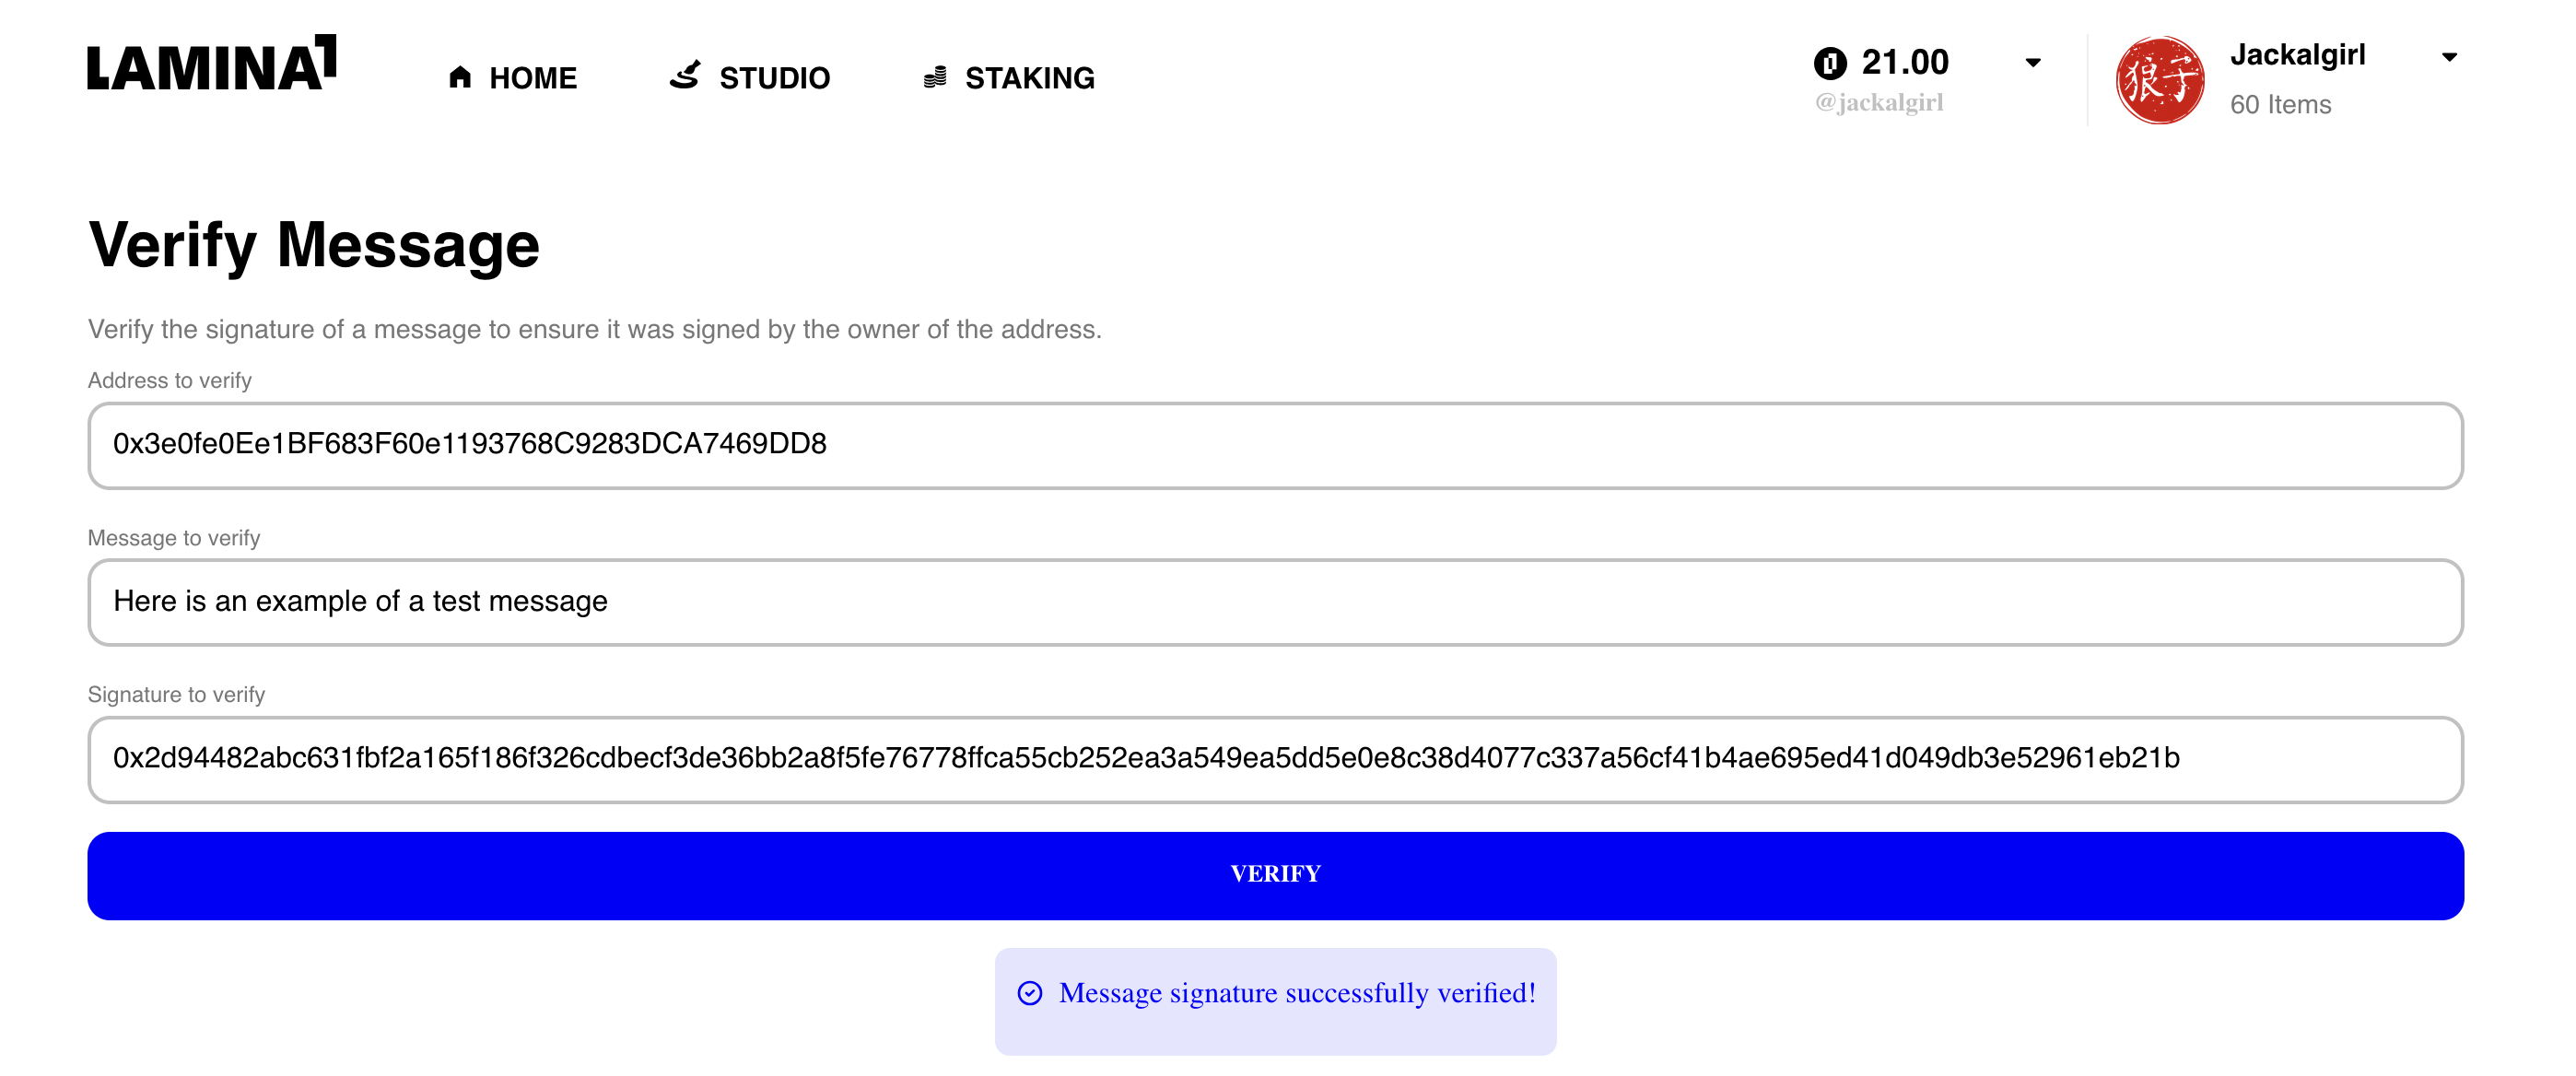 LAMINA1
HOME
STUDIO
STAKING
21.00
@jackalgirl
狼子
Jackalgirl
60 Items
Verify Message
Verify the signature of a message to ensure it was signed by the owner of the address.
Address to verify
0x3e0fe0Ee1BF683F60e1193768C9283DCA7469DD8
Message to verify
Here is an example of a test message
Signature to verify
0x2d94482abc631fbf2a165f186f326cdbecf3de36bb2a8f5fe76778ffca55cb252ea3a549ea5dd5e0e8c38d4077c337a56cf41b4ae695ed41d049db3e52961eb21b
VERIFY
Message signature successfully verified!